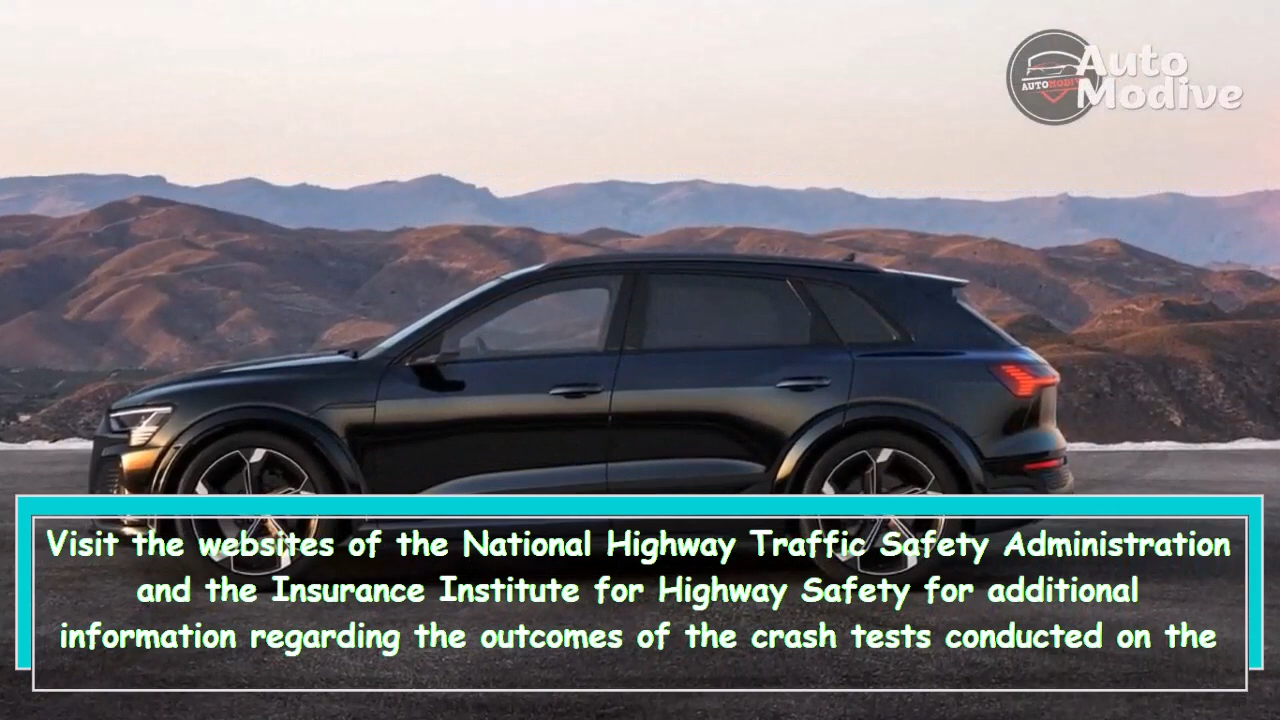 Auto
Modive
AUTOMODIVE
Visit the websites of the National Highway Traffic Safety Administration
and the Insurance Institute for Highway Safety for additional
information regarding the outcomes of the crash tests conducted on the